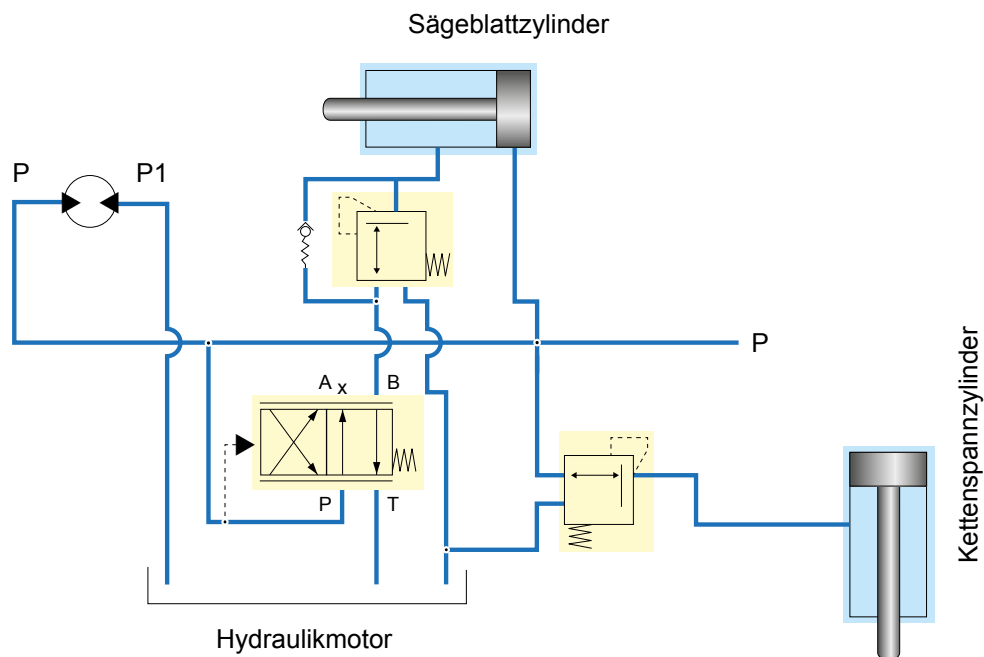 Sägeblattzylinder
P
P1
P
A
x
B
P
T
Kettenspannzylinder
Hydraulikmotor